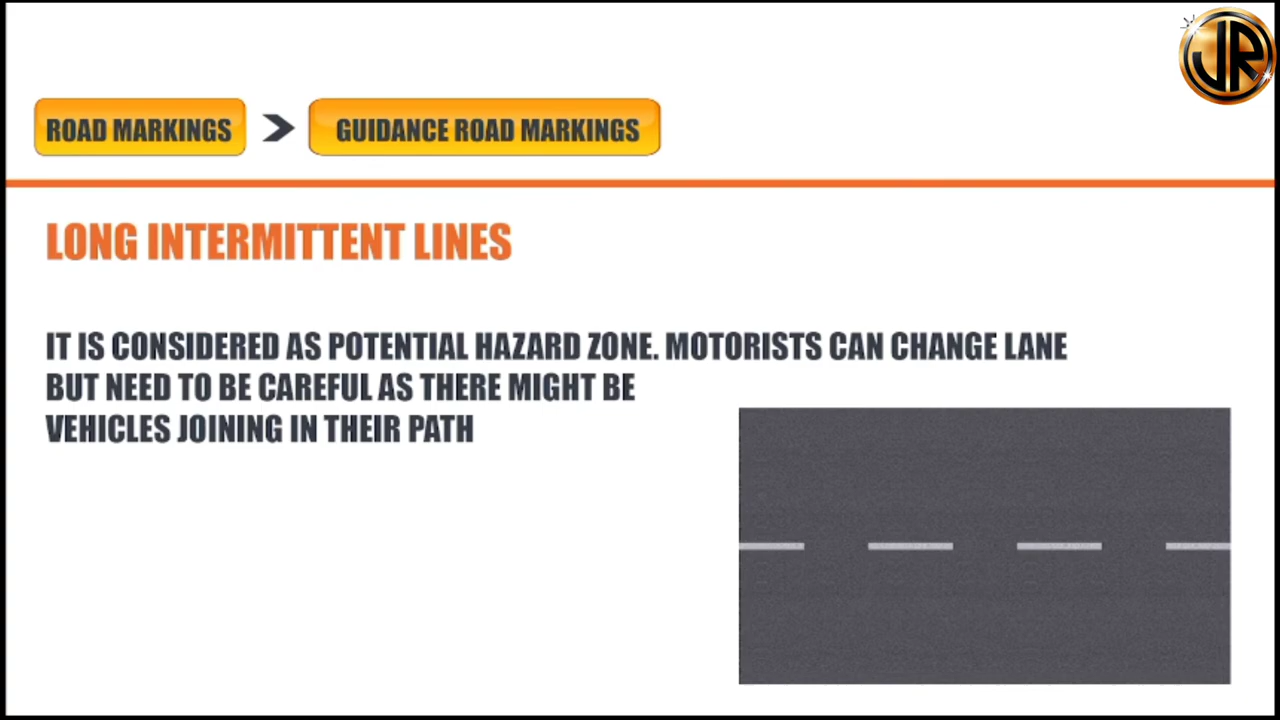 JR
ROAD MARKINGS > GUIDANCE ROAD MARKINGS
LONG INTERMITTENT LINES
IT IS CONSIDERED AS POTENTIAL HAZARD ZONE. MOTORISTS CAN CHANGE LANE
BUT NEED TO BE CAREFUL AS THERE MIGHT BE
VEHICLES JOINING IN THEIR PATH